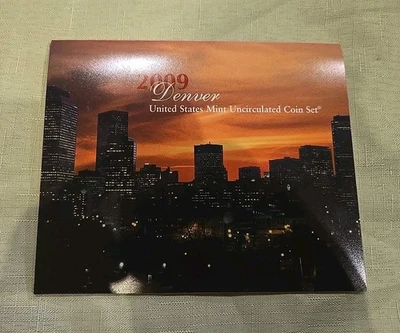 2009
Denver
United States Mint Uncirculated Coin Set®